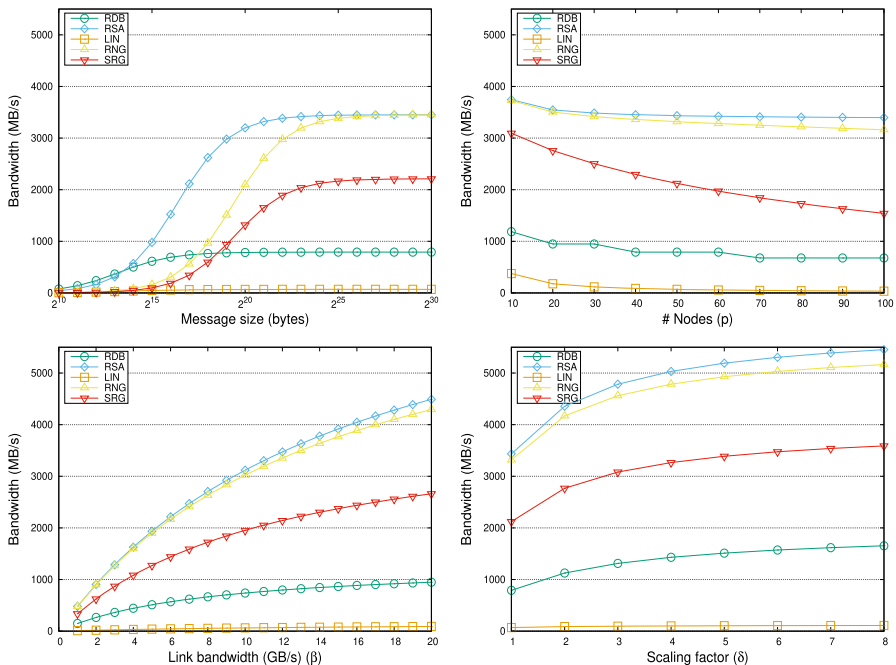 RDB
RSA
LIN
RNG
SRG
5000
4000
3000
2000
1000
0
Bandwidth (MB/s)
2^10 2^15 2^20 2^25 2^30
Message size (bytes)
RDB
RSA
LIN
RNG
SRG
5000
4000
3000
2000
1000
0
Bandwidth (MB/s)
10 20 30 40 50 60 70 80 90 100
# Nodes (p)
RDB
RSA
LIN
RNG
SRG
5000
4000
3000
2000
1000
0
Bandwidth (MB/s)
0 2 4 6 8 10 12 14 16 18 20
Link bandwidth (GB/s) (β)
RDB
RSA
LIN
RNG
SRG
5000
4000
3000
2000
1000
0
Bandwidth (MB/s)
1 2 3 4 5 6 7 8
Scaling factor (δ)